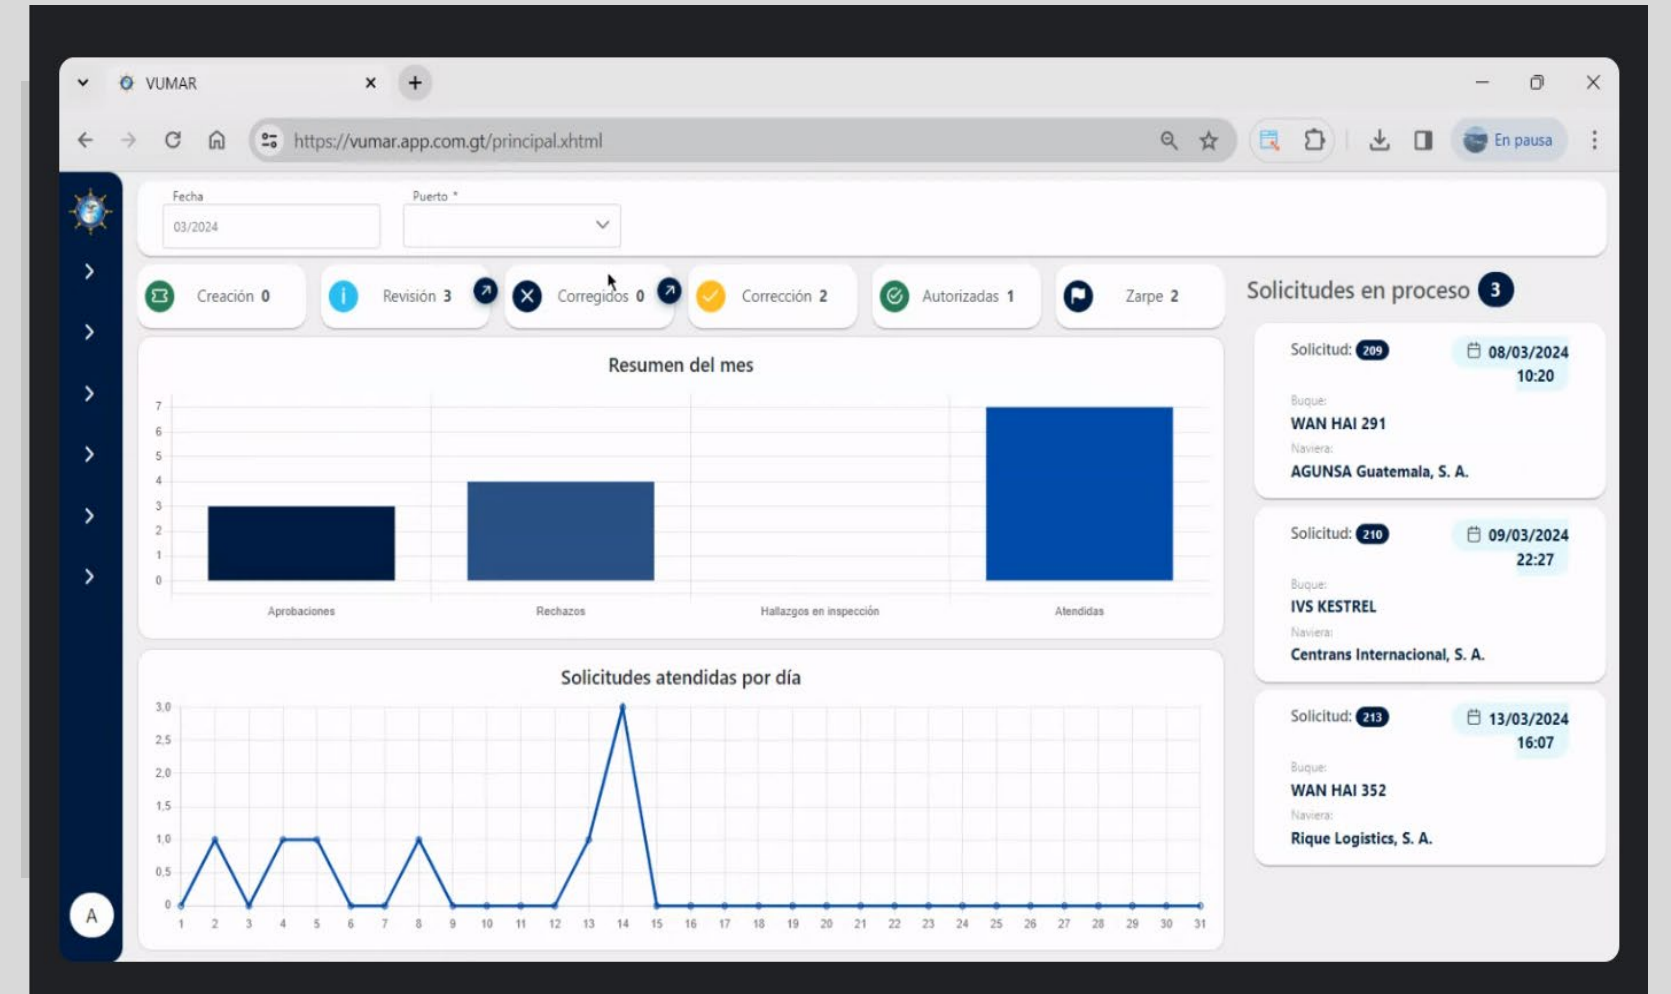 VUMAR
https://vumar.app.com.gt/principal.xhtml
En pausa
Fecha
03/2024
Puerto *
Creación 0
Revisión 3
Corregidos 0
Corrección 2
Autorizadas 1
Zarpe 2
Resumen del mes
7
6
5
4
3
2
1
0
Aprobaciones
Rechazos
Hallazgos en inspección
Atendidas
Solicitudes atendidas por día
3,0
2,5
2,0
1,5
1,0
0,5
0
1 2 3 4 5 6 7 8 9 10 11 12 13 14 15 16 17 18 19 20 21 22 23 24 25 26 27 28 29 30 31
A
Solicitudes en proceso 3
Solicitud: 209
08/03/2024
10:20
Buque:
WAN HAI 291
Naviera:
AGUNSA Guatemala, S. A.
Solicitud: 210
09/03/2024
22:27
Buque:
IVS KESTREL
Naviera:
Centrans Internacional, S. A.
Solicitud: 213
13/03/2024
16:07
Buque:
WAN HAI 352
Naviera:
Rique Logistics, S. A.